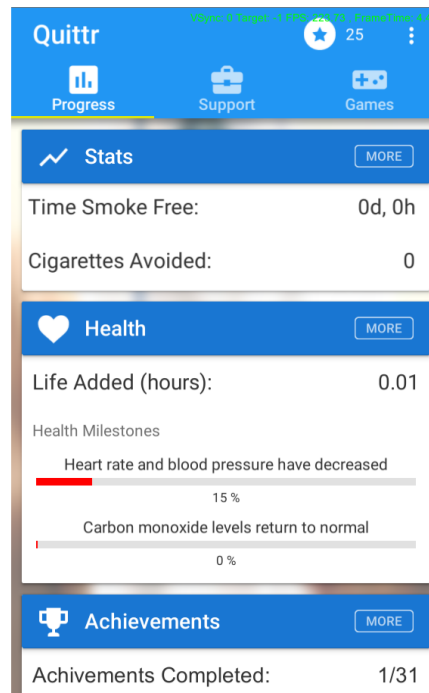 VSync: 0 Target: -1 FPS: 223.73 , FrameTime: 4.4
Quittr
25
Progress
Support
Games
Stats
MORE
Time Smoke Free: 0d, 0h
Cigarettes Avoided: 0
Health
MORE
Life Added (hours): 0.01
Health Milestones
Heart rate and blood pressure have decreased
15 %
Carbon monoxide levels return to normal
0 %
Achievements
MORE
Achivements Completed: 1/31